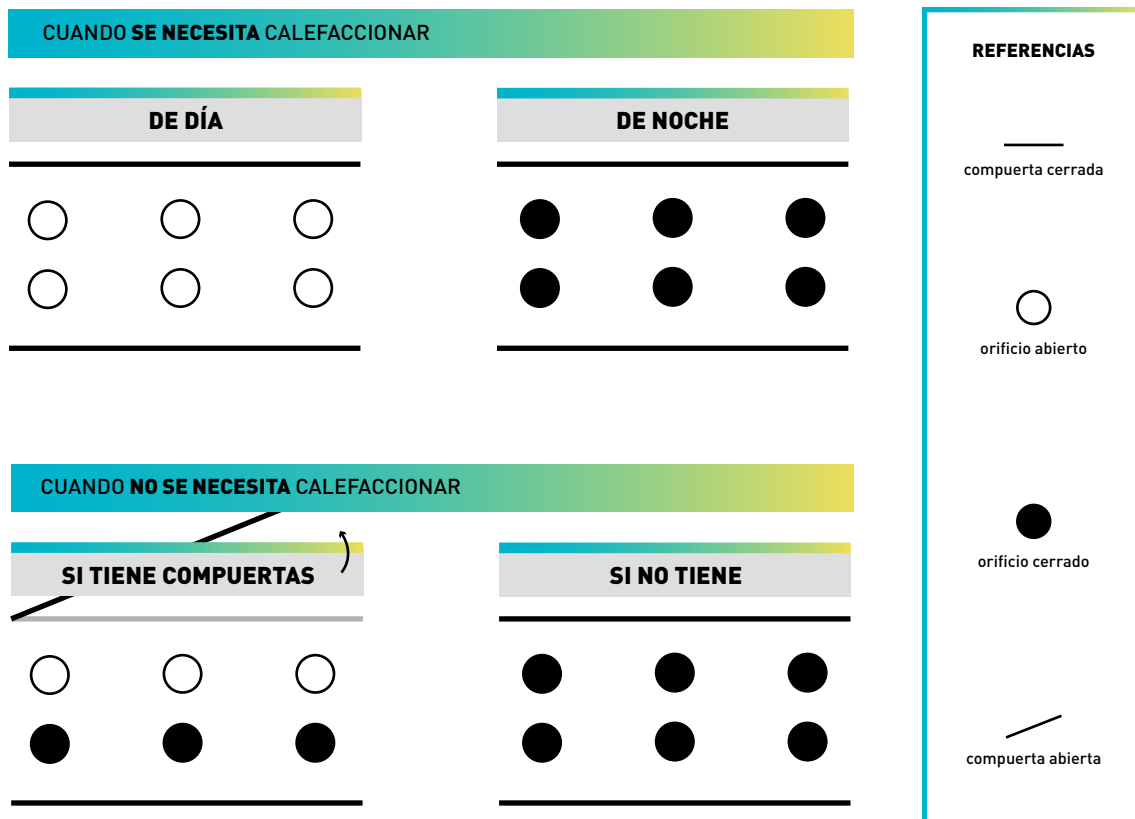 CUANDO SE NECESITA CALEFACCIONAR
DE DÍA
DE NOCHE
CUANDO NO SE NECESITA CALEFACCIONAR
SI TIENE COMPUERTAS
SI NO TIENE
REFERENCIAS
compuerta cerrada
orificio abierto
orificio cerrado
compuerta abierta